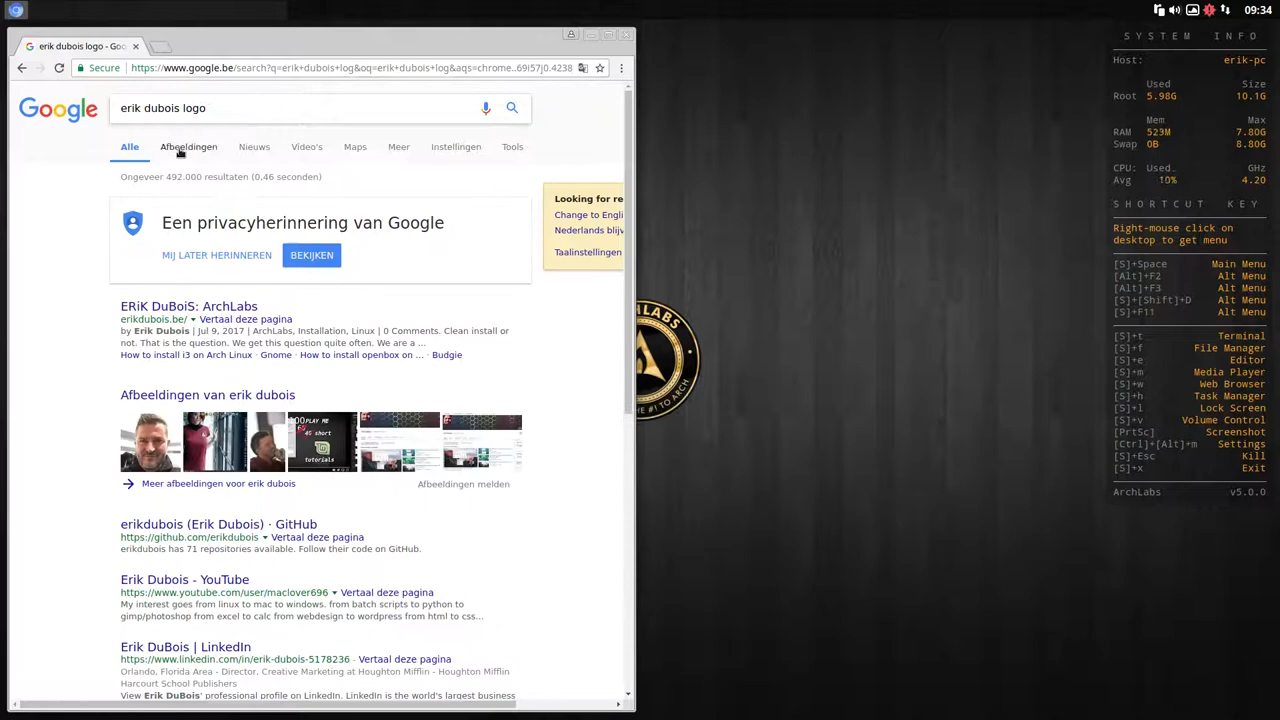 09:34
erik dubois logo - Goo
Secure
https://www.google.be/search?q=erik+dubois+log&oq=erik+dubois+log&aqs=chrome..69i57j0.4238
Google
erik dubois logo
Alle Afbeeldingen Nieuws Video's Maps Meer Instellingen Tools
Ongeveer 492.000 resultaten (0,46 seconden)
Een privacyherinnering van Google
MIJ LATER HERINNEREN BEKIJKEN
Looking for re
Change to Engli
Nederlands blijv
Taalinstellingen
ERiK DuBoiS: ArchLabs
erikdubois.be/ Vertaal deze pagina
by Erik Dubois | Jul 9, 2017 | ArchLabs, Installation, Linux | 0 Comments. Clean install or
not. That is the question. We get this question quite often. We are a ...
How to install i3 on Arch Linux · Gnome · How to install openbox on ... · Budgie
Afbeeldingen van erik dubois
PLAY ME
45 short
tutorials
Meer afbeeldingen voor erik dubois
Afbeeldingen melden
erikdubois (Erik Dubois) · GitHub
https://github.com/erikdubois Vertaal deze pagina
erikdubois has 71 repositories available. Follow their code on GitHub.
Erik Dubois - YouTube
https://www.youtube.com/user/maclover696 Vertaal deze pagina
My interest goes from linux to mac to windows. from batch scripts to python to
gimp/photoshop from excel to calc from webdesign to wordpress from html to css...
Erik DuBois | LinkedIn
https://www.linkedin.com/in/erik-dubois-5178236 - Vertaal deze pagina
Orlando, Florida Area - Director, Creative Marketing at Houghton Mifflin - Houghton Mifflin
Harcourt School Publishers
View Erik DuBois' professional profile on LinkedIn. LinkedIn is the world's largest business
CHLABS
HE #! TO ARCH
SYSTEM INFO
Host: erik-pc
Used Size
Root 5.98G 10.1G
Mem Max
RAM 523M 7.80G
Swap 0B 8.80G
CPU: Used GHz
Avg 10% 4.20
SHORTCUT KEY
Right-mouse click on
desktop to get menu
[S]+Space Main Menu
[Alt]+F2 Alt Menu
[Alt]+F3 Alt Menu
[S]+[Shift]+D Alt Menu
[S]+F11 Alt Menu
[S]+t Terminal
[S]+f File Manager
[S]+e Editor
[S]+m Media Player
[S]+w Web Browser
[S]+h Task Manager
[S]+l Lock Screen
[S]+v Volume Control
[PrtSc] Screenshot
[Ctrl]+[Alt]+m Settings
[S]+Esc Kill
[S]+x Exit
ArchLabs v5.0.0